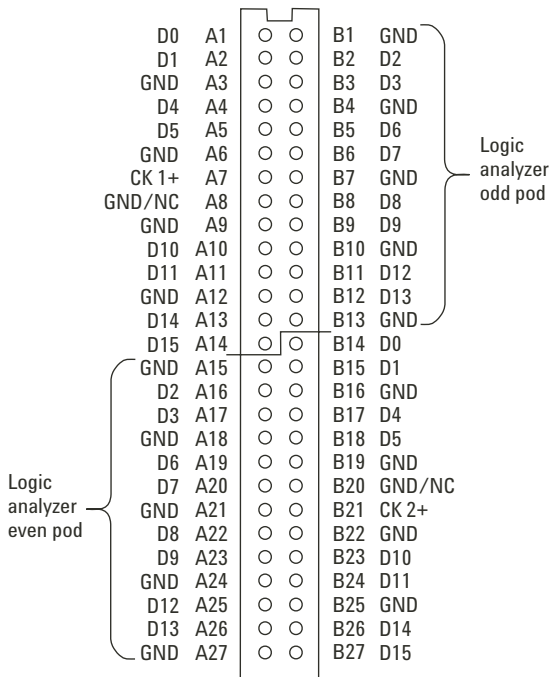 D0 A1 B1 GND
D1 A2 B2 D2
GND A3 B3 D3
D4 A4 B4 GND
D5 A5 B5 D6
GND A6 B6 D7
CK 1+ A7 B7 GND
GND/NC A8 B8 D8
GND A9 B9 D9
D10 A10 B10 GND
D11 A11 B11 D12
GND A12 B12 D13
D14 A13 B13 GND
D15 A14 B14 D0
GND A15 B15 D1
D2 A16 B16 GND
D3 A17 B17 D4
GND A18 B18 D5
D6 A19 B19 GND
D7 A20 B20 GND/NC
GND A21 B21 CK 2+
D8 A22 B22 GND
D9 A23 B23 D10
GND A24 B24 D11
D12 A25 B25 GND
D13 A26 B26 D14
GND A27 B27 D15
Logic
analyzer
odd pod
Logic
analyzer
even pod